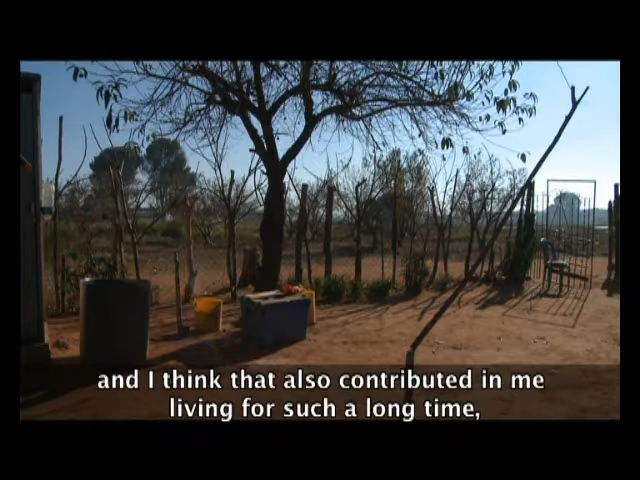 and I think that also contributed in me
living for such a long time,